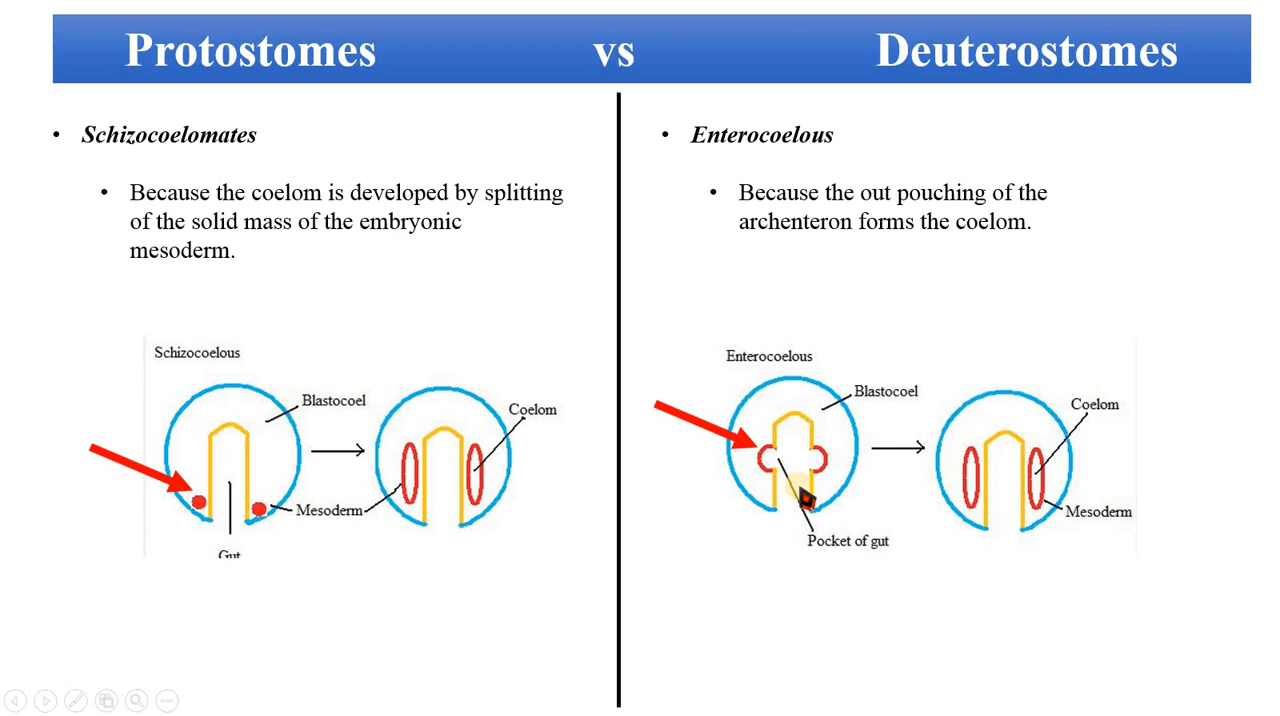 Protostomes vs Deuterostomes
• Schizocoelomates
• Because the coelom is developed by splitting
of the solid mass of the embryonic
mesoderm.
Schizocoelous
Blastocoel
Coelom
Mesoderm
Gut
• Enterocoelous
• Because the out pouching of the
archenteron forms the coelom.
Enterocoelous
Blastocoel
Coelom
Mesoderm
Pocket of gut